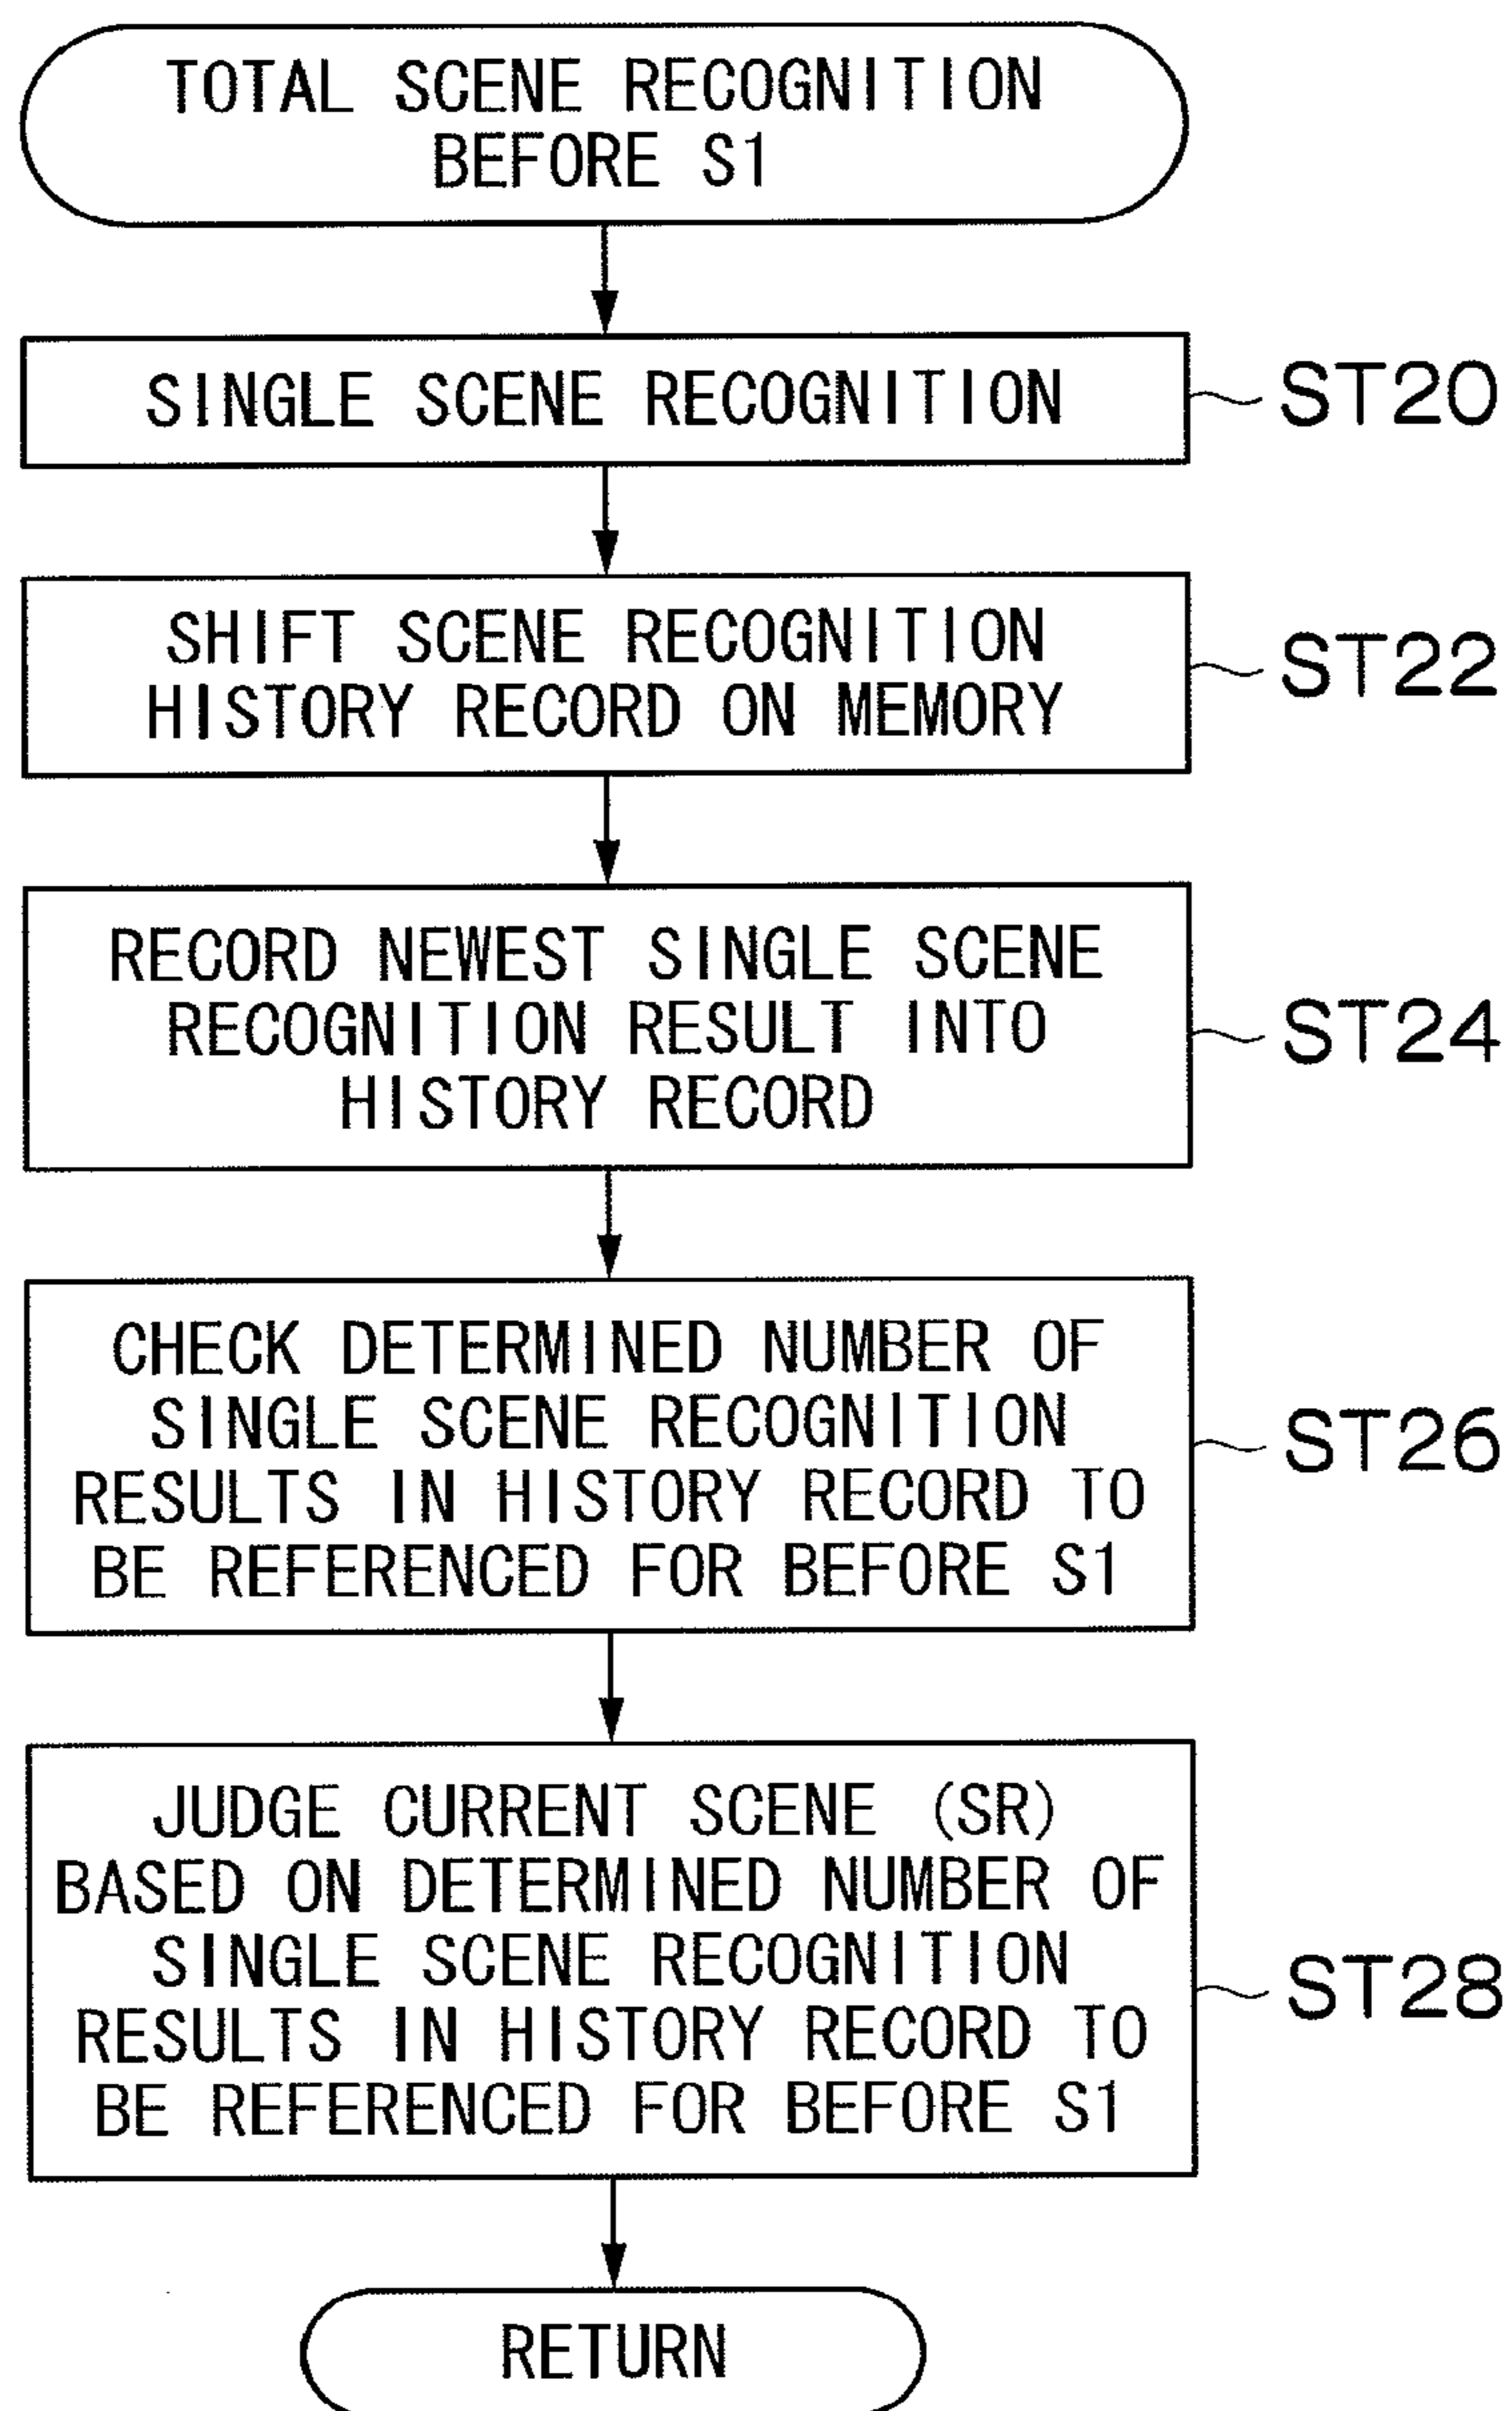 TOTAL SCENE RECOGNITION
BEFORE S1
SINGLE SCENE RECOGNITION
ST20
SHIFT SCENE RECOGNITION
HISTORY RECORD ON MEMORY
ST22
RECORD NEWEST SINGLE SCENE
RECOGNITION RESULT INTO
HISTORY RECORD
ST24
CHECK DETERMINED NUMBER OF
SINGLE SCENE RECOGNITION
RESULTS IN HISTORY RECORD TO
BE REFERENCED FOR BEFORE S1
ST26
JUDGE CURRENT SCENE (SR)
BASED ON DETERMINED NUMBER OF
SINGLE SCENE RECOGNITION
RESULTS IN HISTORY RECORD TO
BE REFERENCED FOR BEFORE S1
ST28
RETURN